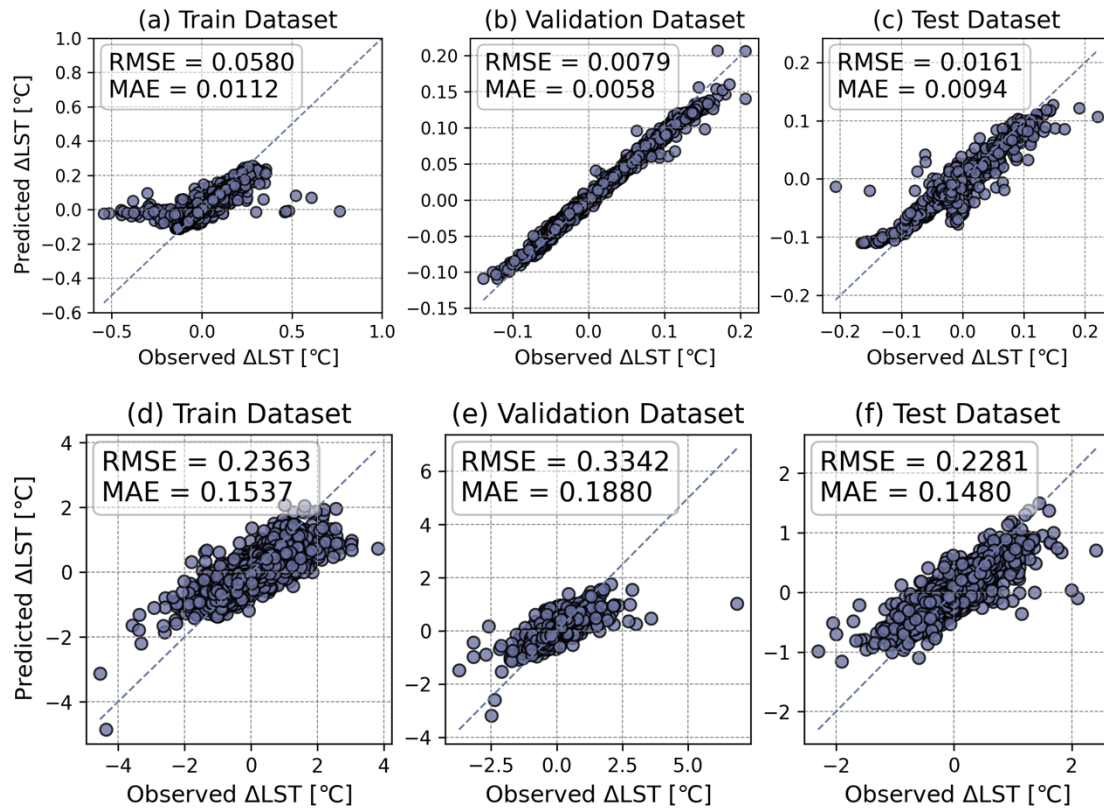 (a) Train Dataset
RMSE = 0.0580
MAE = 0.0112
Predicted ΔLST [°C]
1.0
0.8
0.6
0.4
0.2
0.0
−0.2
−0.4
−0.6
−0.5 0.0 0.5 1.0
Observed ΔLST [°C]
(b) Validation Dataset
RMSE = 0.0079
MAE = 0.0058
0.20
0.15
0.10
0.05
0.00
−0.05
−0.10
−0.15
−0.1 0.0 0.1 0.2
Observed ΔLST [°C]
(c) Test Dataset
RMSE = 0.0161
MAE = 0.0094
0.2
0.1
0.0
−0.1
−0.2
−0.2 −0.1 0.0 0.1 0.2
Observed ΔLST [°C]
(d) Train Dataset
RMSE = 0.2363
MAE = 0.1537
Predicted ΔLST [°C]
4
2
0
−2
−4
−4 −2 0 2 4
Observed ΔLST [°C]
(e) Validation Dataset
RMSE = 0.3342
MAE = 0.1880
6
4
2
0
−2
−4
−2.5 0.0 2.5 5.0
Observed ΔLST [°C]
(f) Test Dataset
RMSE = 0.2281
MAE = 0.1480
2
1
0
−1
−2
−2 0 2
Observed ΔLST [°C]